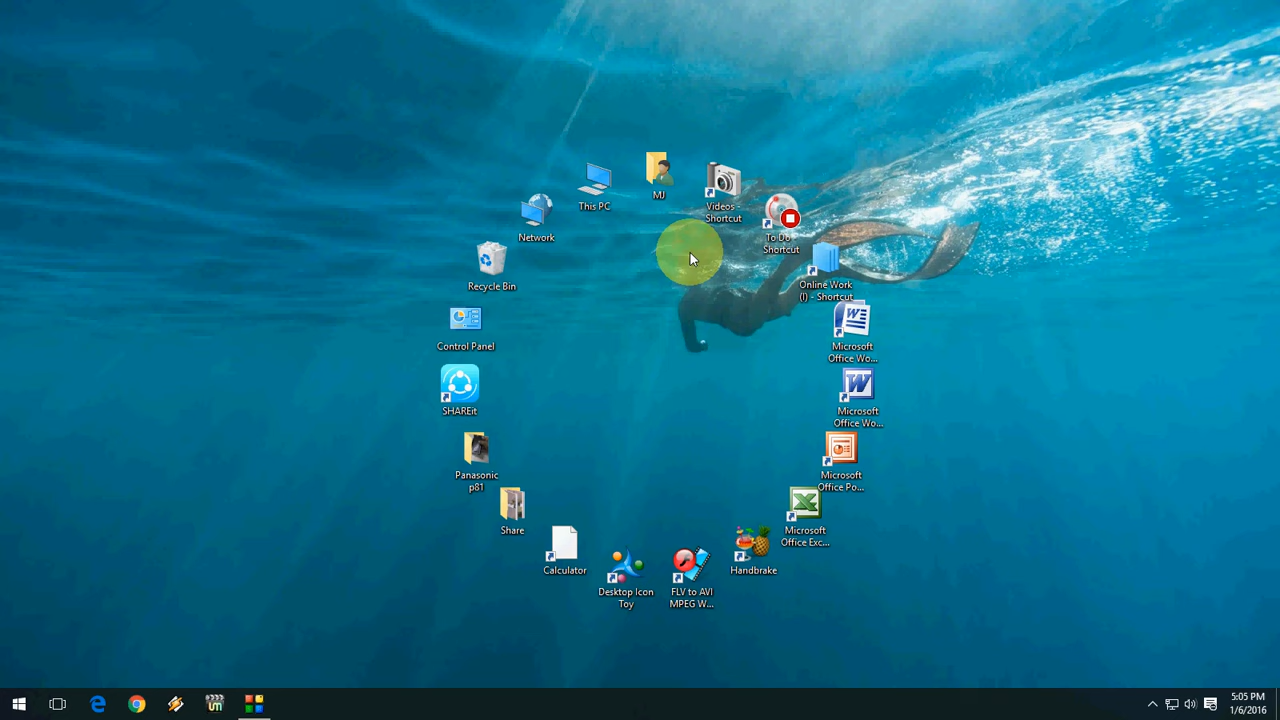 MJ
This PC
Videos -
Shortcut
Network
To Do -
Shortcut
Recycle Bin
Online Work
(I) - Shortcut
Control Panel
Microsoft
Office Wo...
SHAREit
Microsoft
Office Wo...
Panasonic
p81
Microsoft
Office Po...
Share
Microsoft
Office Exc...
Calculator
Handbrake
Desktop Icon
Toy
FLV to AVI
MPEG W...
5:05 PM
1/6/2016